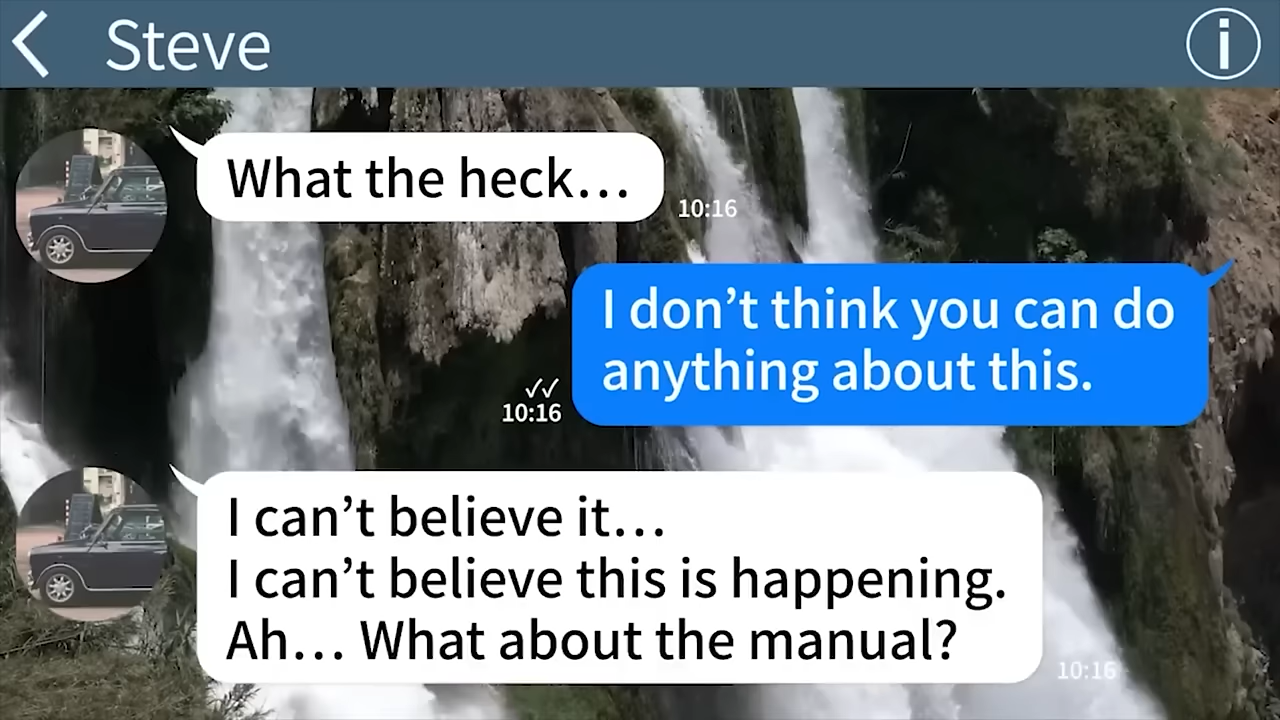 Steve
What the heck…
10:16
I don’t think you can do
anything about this.
10:16
I can’t believe it…
I can’t believe this is happening.
Ah… What about the manual?
10:16